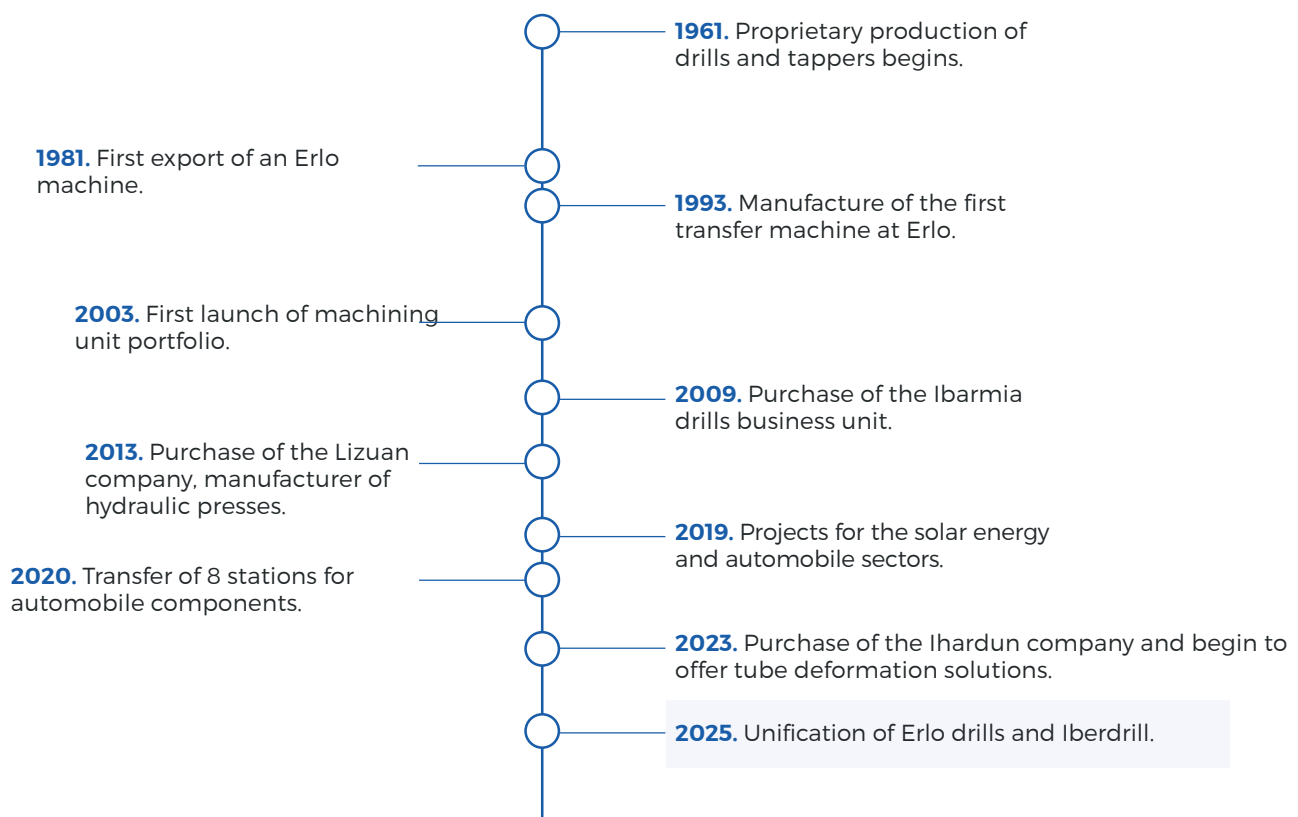 1961. Proprietary production of
drills and tappers begins.
1981. First export of an Erlo
machine.
1993. Manufacture of the first
transfer machine at Erlo.
2003. First launch of machining
unit portfolio.
2009. Purchase of the Ibarmia
drills business unit.
2013. Purchase of the Lizuan
company, manufacturer of
hydraulic presses.
2019. Projects for the solar energy
and automobile sectors.
2020. Transfer of 8 stations for
automobile components.
2023. Purchase of the Ihardun company and begin to
offer tube deformation solutions.
2025. Unification of Erlo drills and Iberdrill.